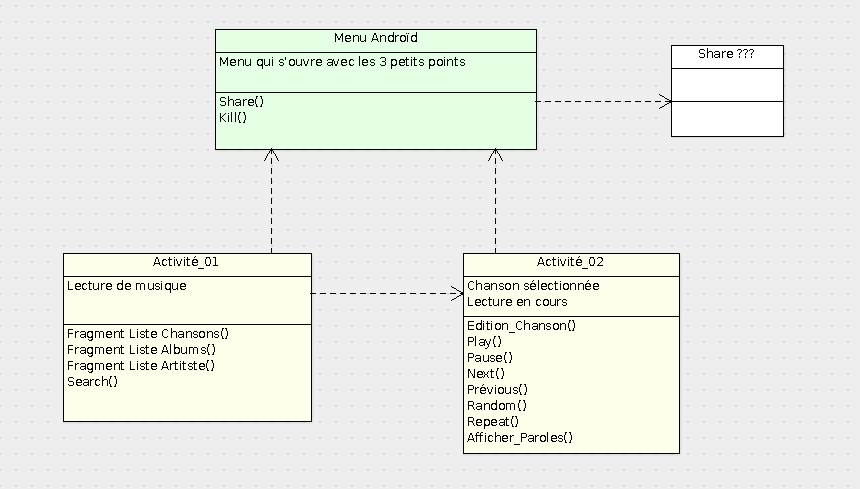 Menu Androïd
Menu qui s'ouvre avec les 3 petits points
Share()
Kill()
Share ???
Activité_01
Lecture de musique
Fragment Liste Chansons()
Fragment Liste Albums()
Fragment Liste Artitste()
Search()
Activité_02
Chanson sélectionnée
Lecture en cours
Edition_Chanson()
Play()
Pause()
Next()
Prévious()
Random()
Repeat()
Afficher_Paroles()